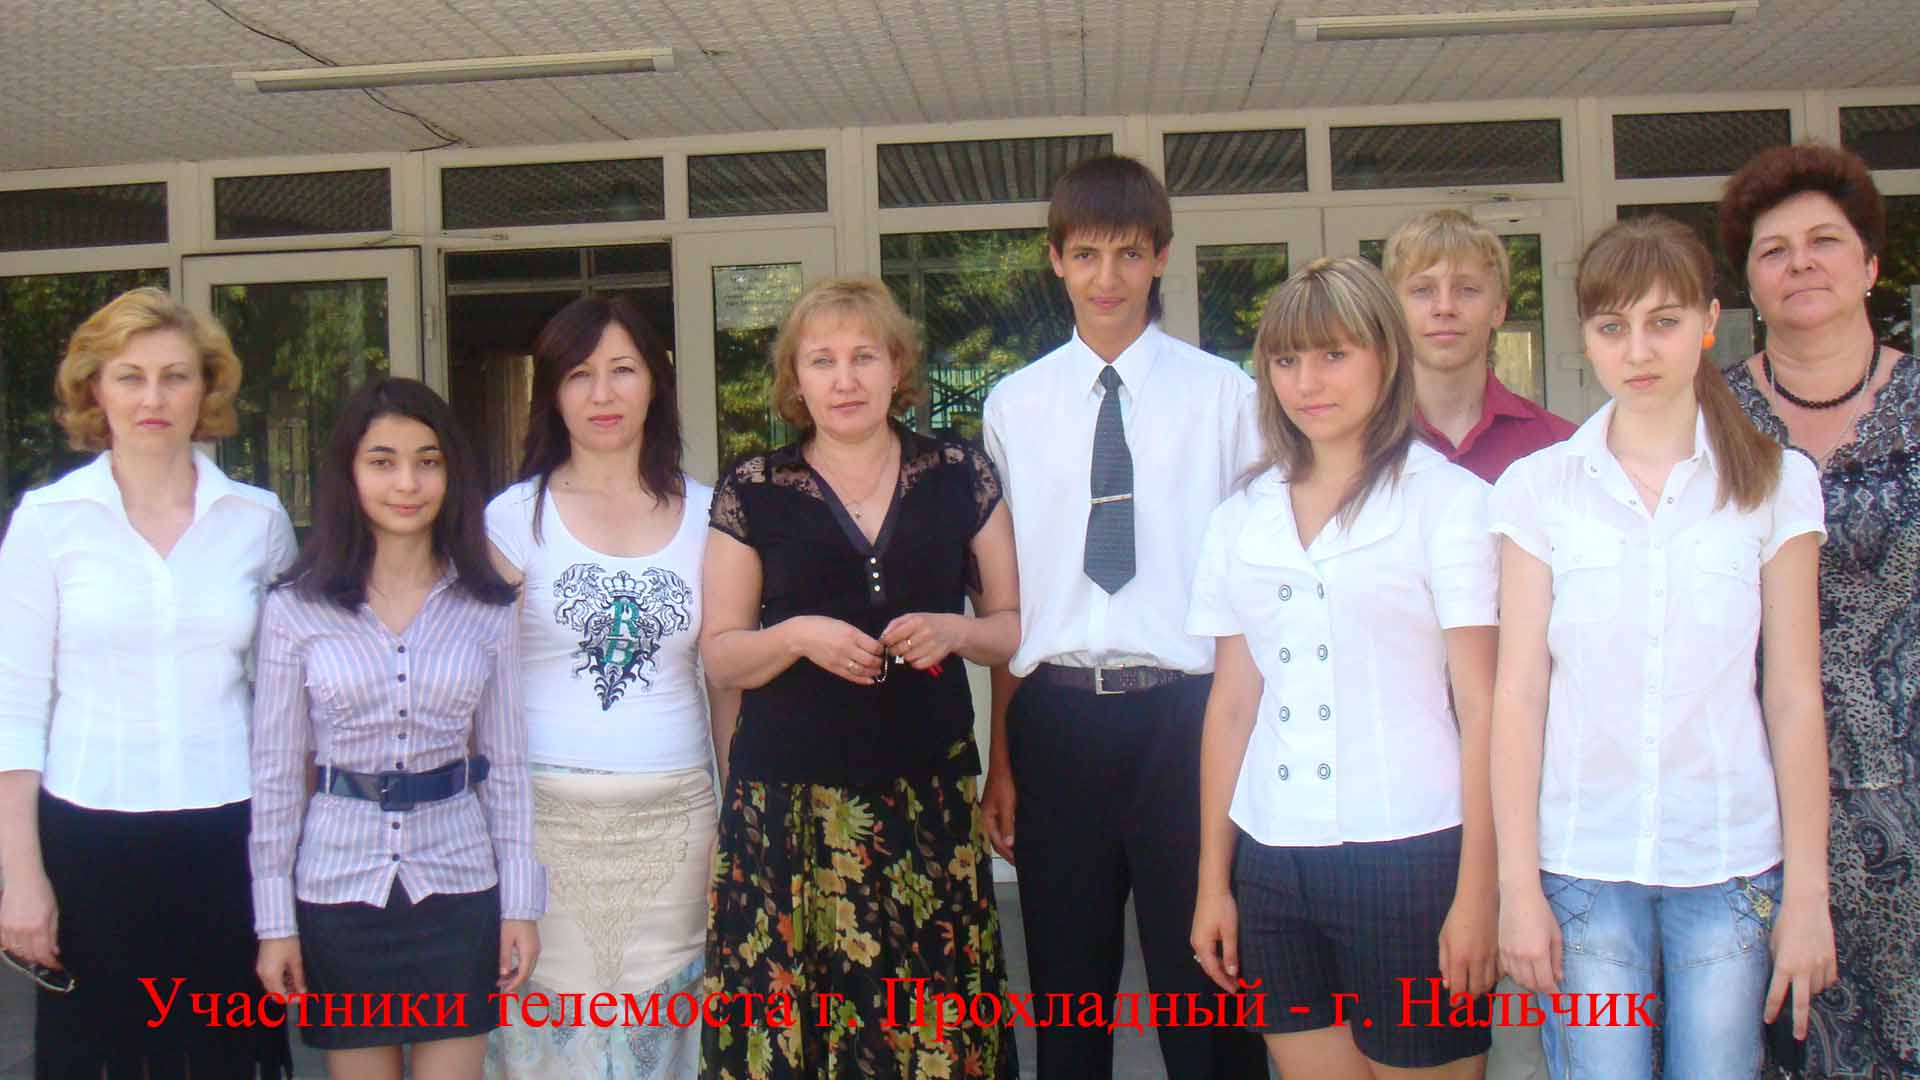 Участники телемоста г. Прохладный - г. Нальчик
R
B